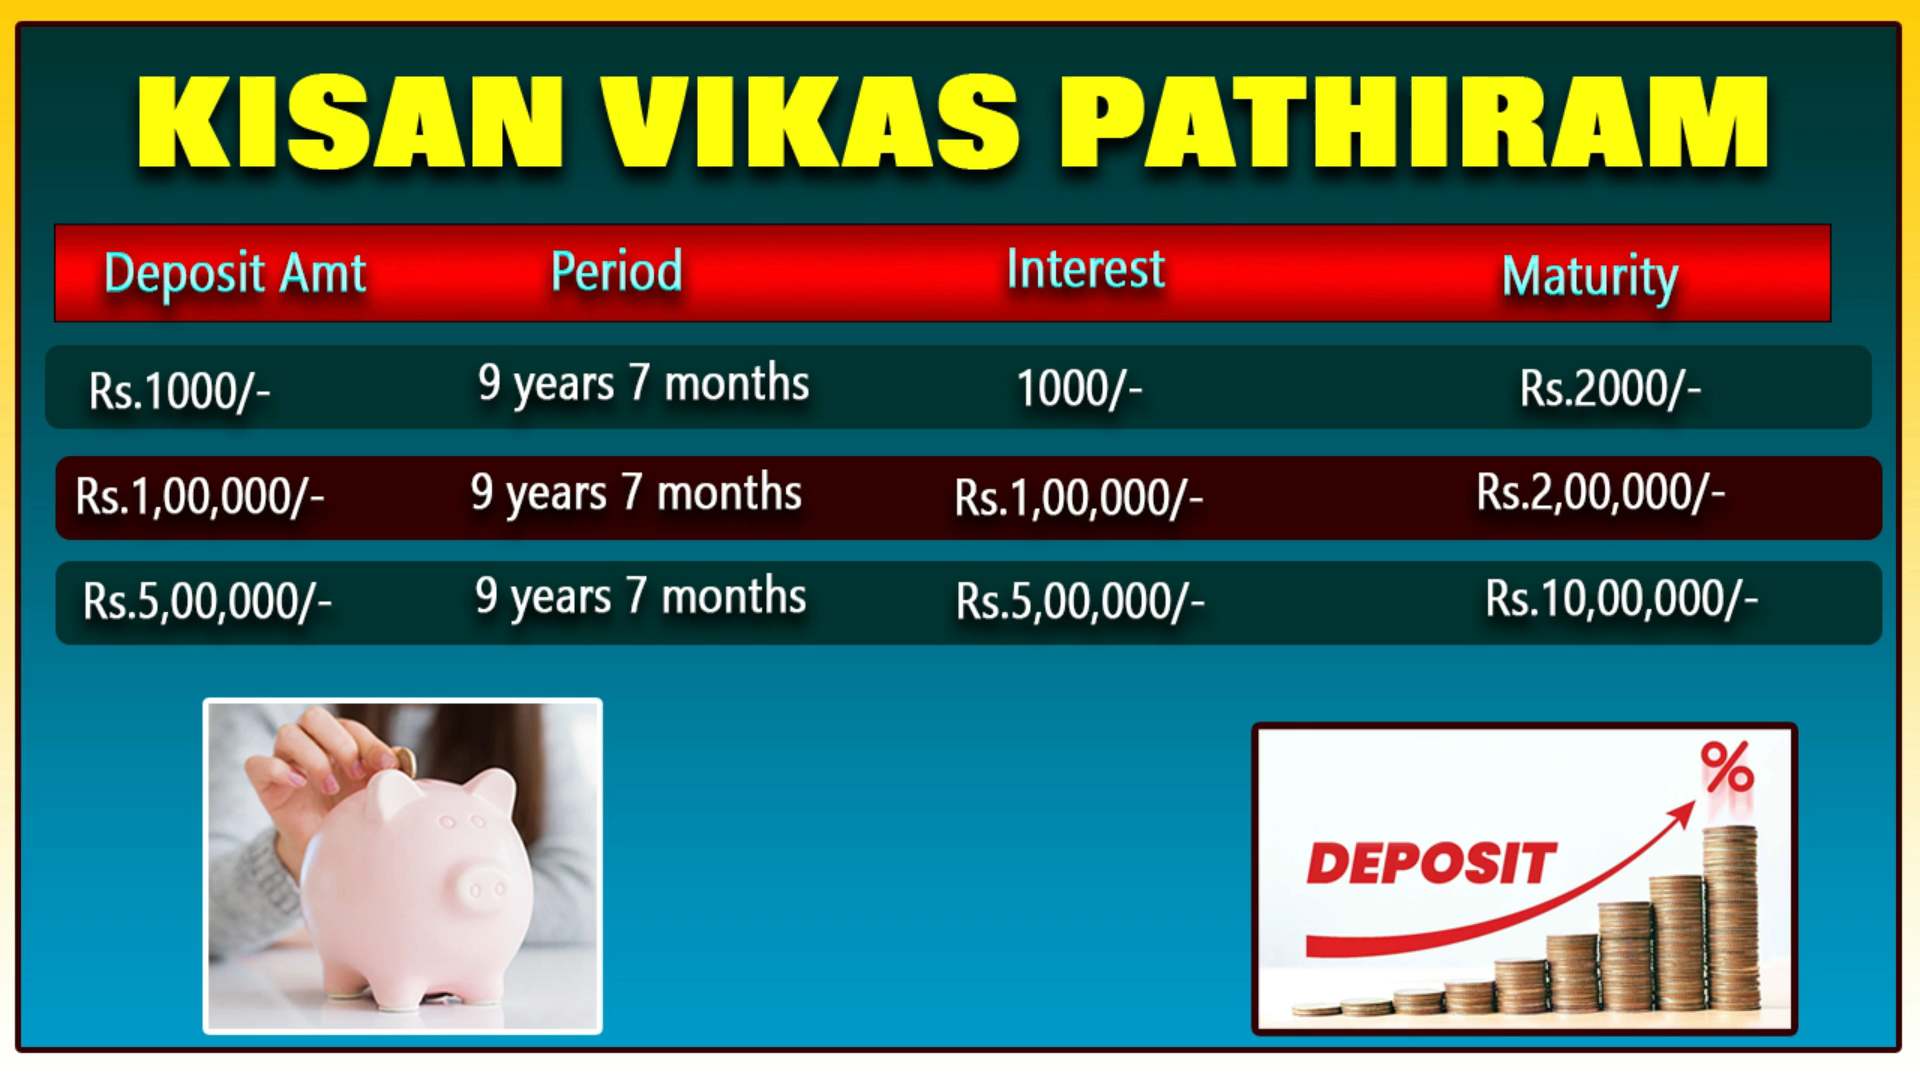 KISAN VIKAS PATHIRAM
Deposit Amt Period Interest Maturity
Rs.1000/- 9 years 7 months 1000/- Rs.2000/-
Rs.1,00,000/- 9 years 7 months Rs.1,00,000/- Rs.2,00,000/-
Rs.5,00,000/- 9 years 7 months Rs.5,00,000/- Rs.10,00,000/-
%
DEPOSIT